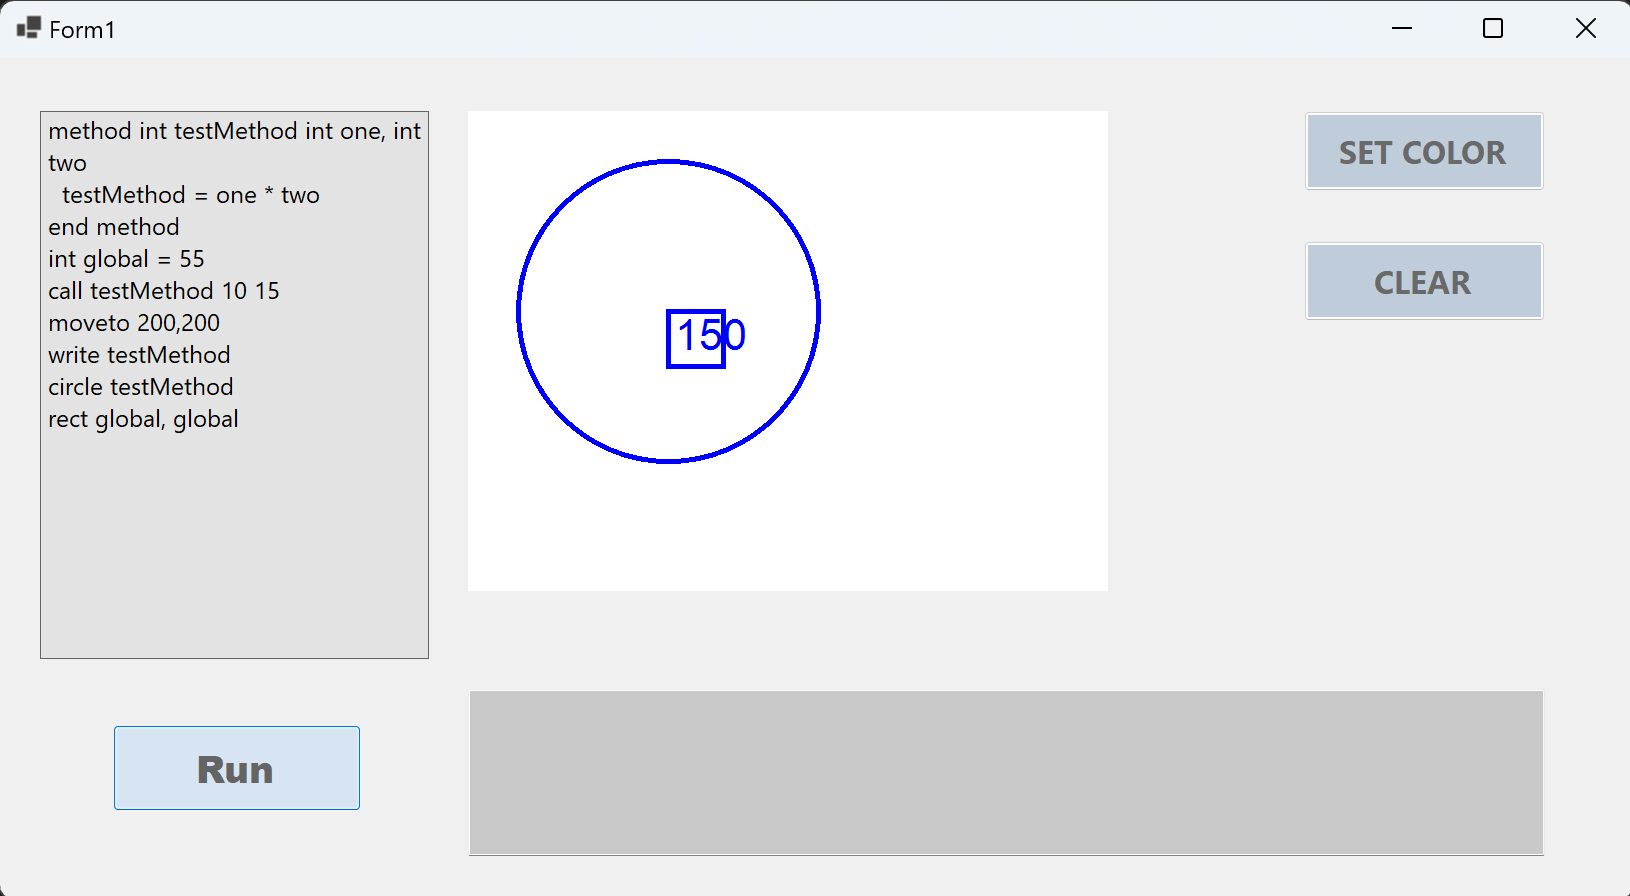 Form1
method int testMethod int one, int
two
testMethod = one * two
end method
int global = 55
call testMethod 10 15
moveto 200,200
write testMethod
circle testMethod
rect global, global
150
SET COLOR
CLEAR
Run